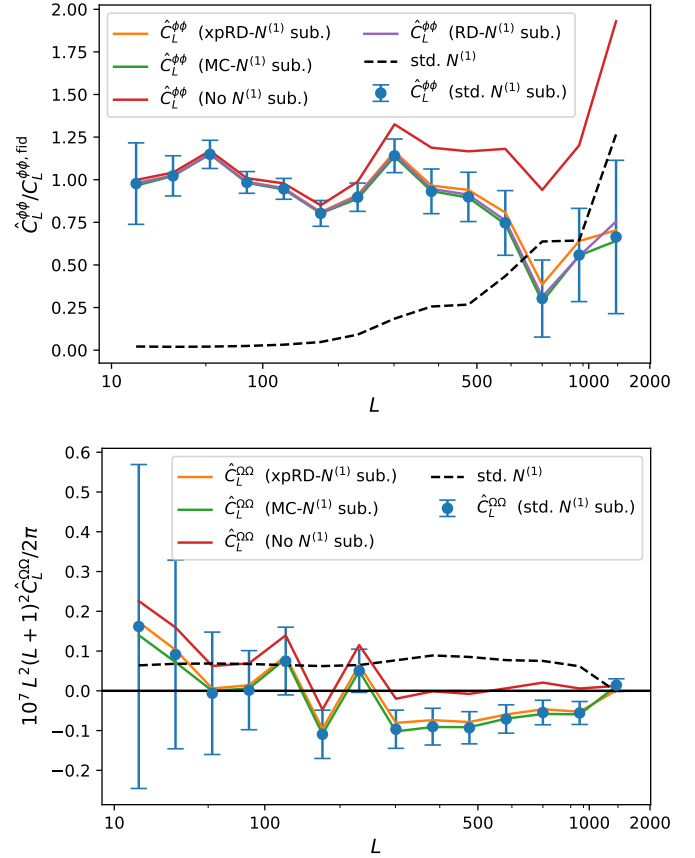 2.00
1.75
1.50
1.25
1.00
0.75
0.50
0.25
0.00
Ĉ_L^{ϕϕ}/C_L^{ϕϕ, fid}
Ĉ_L^{ϕϕ} (xpRD-N^{(1)} sub.)
Ĉ_L^{ϕϕ} (MC-N^{(1)} sub.)
Ĉ_L^{ϕϕ} (No N^{(1)} sub.)
Ĉ_L^{ϕϕ} (RD-N^{(1)} sub.)
std. N^{(1)}
Ĉ_L^{ϕϕ} (std. N^{(1)} sub.)
10 100 500 1000 2000
L
0.6
0.5
0.4
0.3
0.2
0.1
0.0
−0.1
−0.2
10^7 L^2(L + 1)^2Ĉ_L^{ΩΩ}/2π
Ĉ_L^{ΩΩ} (xpRD-N^{(1)} sub.)
Ĉ_L^{ΩΩ} (MC-N^{(1)} sub.)
Ĉ_L^{ΩΩ} (No N^{(1)} sub.)
std. N^{(1)}
Ĉ_L^{ΩΩ} (std. N^{(1)} sub.)
10 100 500 1000 2000
L